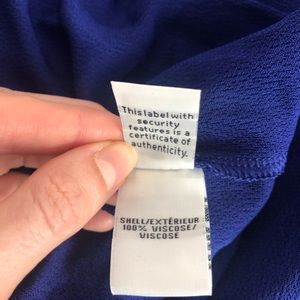 This label with
security
features is a
certificate of
authenticity.
SHELL/EXTÉRIEUR
100% VISCOSE/
VISCOSE